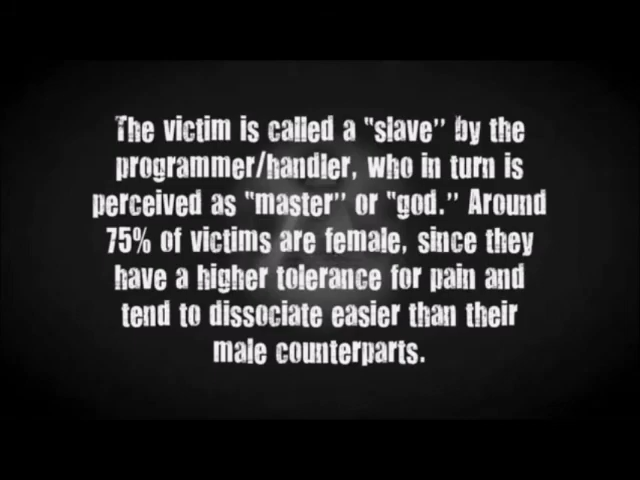 The victim is called a "slave" by the
programmer/handler, who in turn is
perceived as "master" or "god." Around
75% of victims are female, since they
have a higher tolerance for pain and
tend to dissociate easier than their
male counterparts.